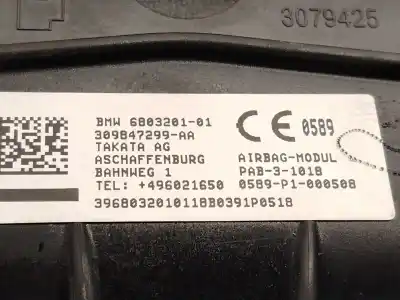 3079425
BMW 6803201-01
309847299-AA
TAKATA AG
ASCHAFFENBURG
BAHNWEG 1
TEL: +496021650
CE 0589
AIRBAG-MODUL
PAB-3-1018
0589-P1-000508
3968032010118B0391P0518